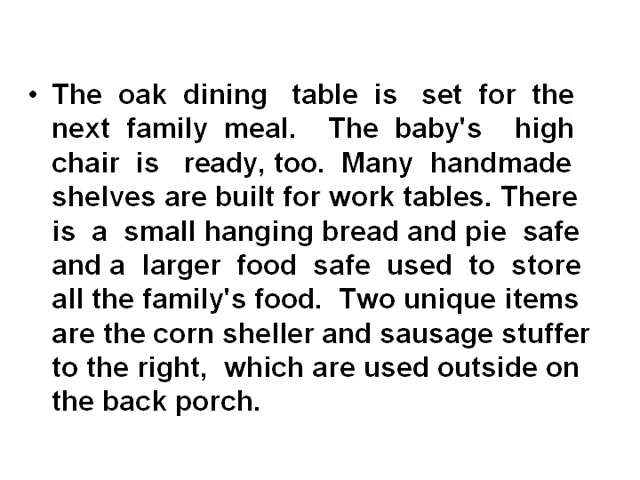 • The oak dining table is set for the
next family meal. The baby's high
chair is ready, too. Many handmade
shelves are built for work tables. There
is a small hanging bread and pie safe
and a larger food safe used to store
all the family's food. Two unique items
are the corn sheller and sausage stuffer
to the right, which are used outside on
the back porch.